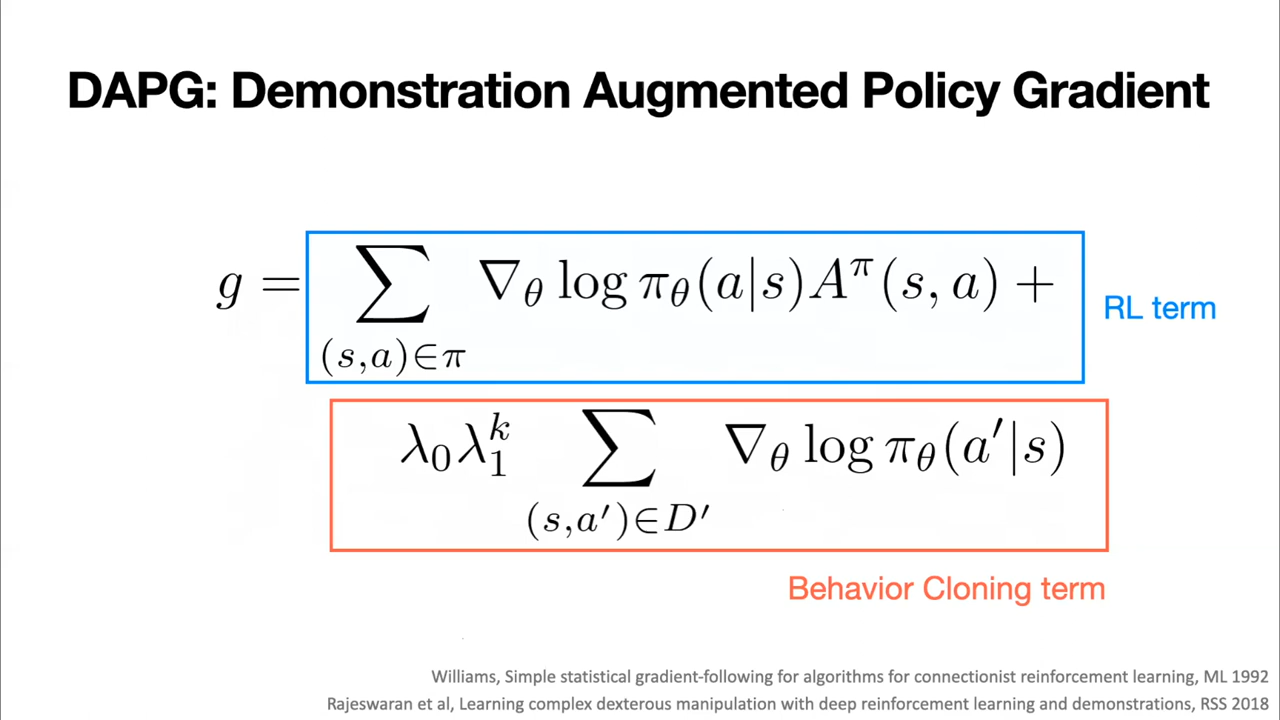 DAPG: Demonstration Augmented Policy Gradient
g = ∑_{(s,a)∈π} ∇_θ log π_θ(a|s)A^π(s, a) +
RL term
λ_0λ_1^k ∑_{(s,a′)∈D′} ∇_θ log π_θ(a′|s)
Behavior Cloning term
Williams, Simple statistical gradient-following for algorithms for connectionist reinforcement learning, ML 1992
Rajeswaran et al, Learning complex dexterous manipulation with deep reinforcement learning and demonstrations, RSS 2018